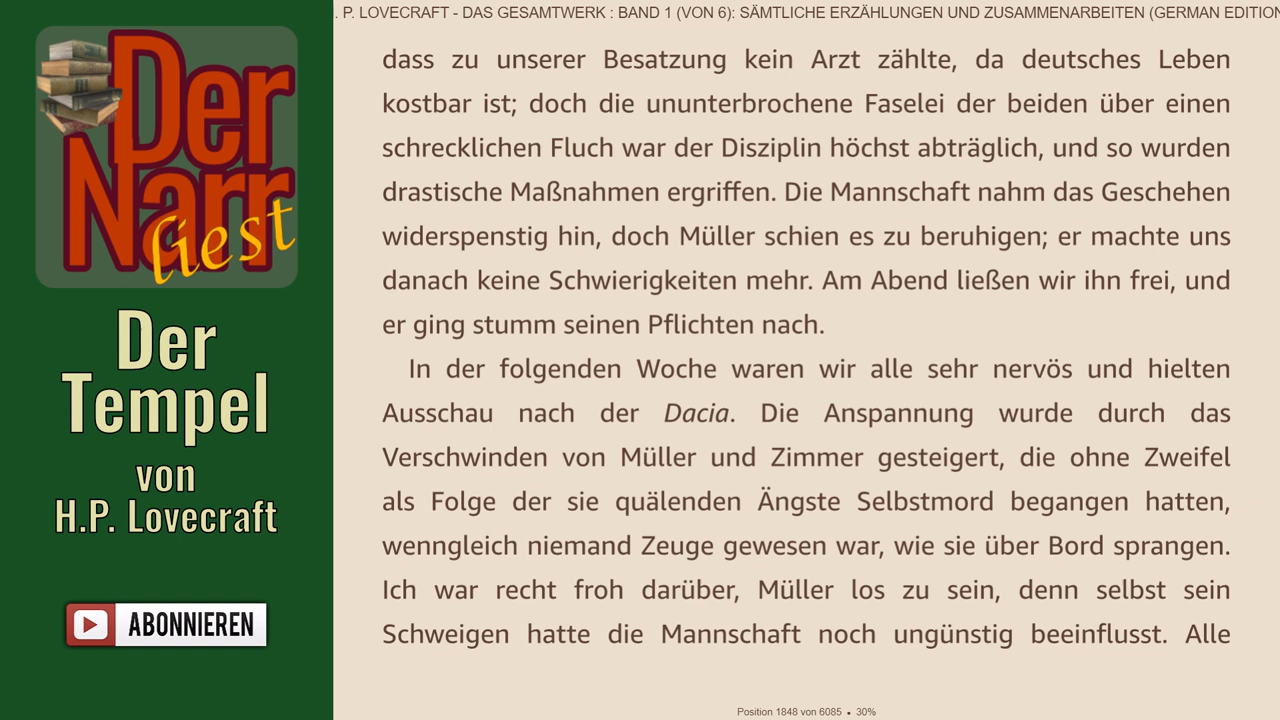 Der
Narr
liest
Der
Tempel
von
H.P. Lovecraft
ABONNIEREN
. P. LOVECRAFT - DAS GESAMTWERK : BAND 1 (VON 6): SÄMTLICHE ERZÄHLUNGEN UND ZUSAMMENARBEITEN (GERMAN EDITION
dass zu unserer Besatzung kein Arzt zählte, da deutsches Leben
kostbar ist; doch die ununterbrochene Faselei der beiden über einen
schrecklichen Fluch war der Disziplin höchst abträglich, und so wurden
drastische Maßnahmen ergriffen. Die Mannschaft nahm das Geschehen
widerspenstig hin, doch Müller schien es zu beruhigen; er machte uns
danach keine Schwierigkeiten mehr. Am Abend ließen wir ihn frei, und
er ging stumm seinen Pflichten nach.
In der folgenden Woche waren wir alle sehr nervös und hielten
Ausschau nach der Dacia. Die Anspannung wurde durch das
Verschwinden von Müller und Zimmer gesteigert, die ohne Zweifel
als Folge der sie quälenden Ängste Selbstmord begangen hatten,
wenngleich niemand Zeuge gewesen war, wie sie über Bord sprangen.
Ich war recht froh darüber, Müller los zu sein, denn selbst sein
Schweigen hatte die Mannschaft noch ungünstig beeinflusst. Alle
Position 1848 von 6085 • 30%